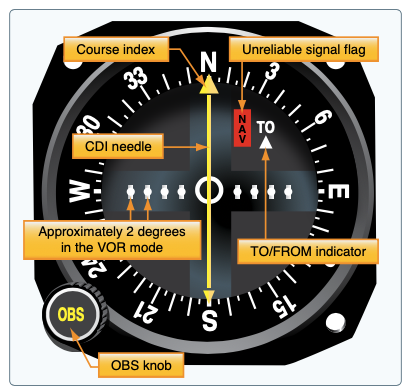 Course index
Unreliable signal flag
N
33
3
30
6
NAV
TO
CDI needle
W
E
Approximately 2 degrees
in the VOR mode
TO/FROM indicator
24
21
S
15
OBS
OBS knob